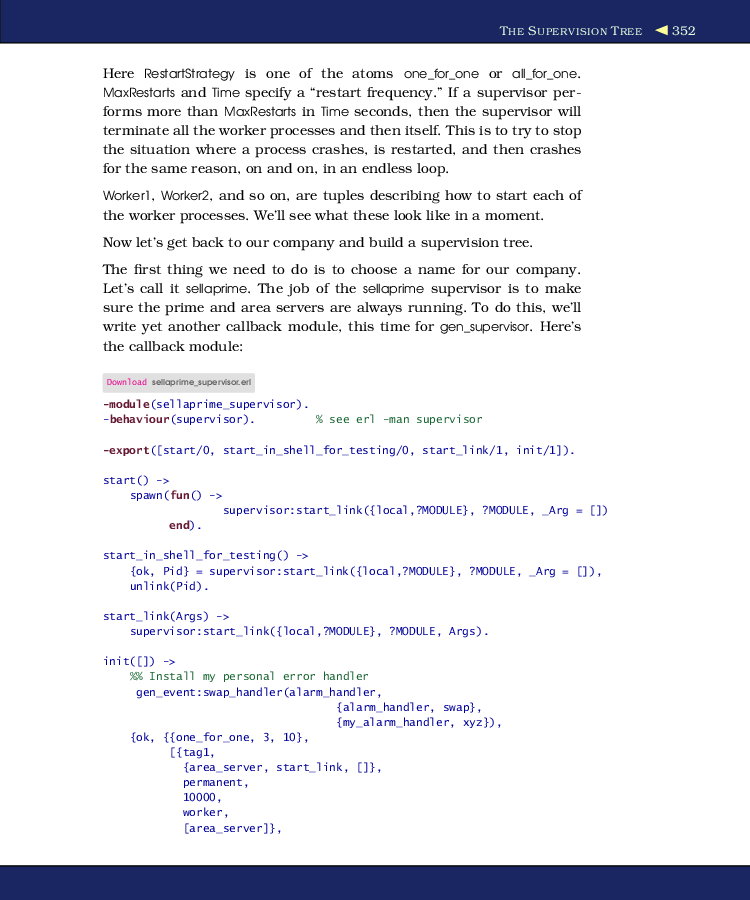 THE SUPERVISION TREE ◀ 352
Here RestartStrategy is one of the atoms one_for_one or all_for_one.
MaxRestarts and Time specify a “restart frequency.” If a supervisor per-
forms more than MaxRestarts in Time seconds, then the supervisor will
terminate all the worker processes and then itself. This is to try to stop
the situation where a process crashes, is restarted, and then crashes
for the same reason, on and on, in an endless loop.
Worker1, Worker2, and so on, are tuples describing how to start each of
the worker processes. We’ll see what these look like in a moment.
Now let’s get back to our company and build a supervision tree.
The first thing we need to do is to choose a name for our company.
Let’s call it sellaprime. The job of the sellaprime supervisor is to make
sure the prime and area servers are always running. To do this, we’ll
write yet another callback module, this time for gen_supervisor. Here’s
the callback module:
Download sellaprime_supervisor.erl
-module(sellaprime_supervisor).
-behaviour(supervisor). % see erl -man supervisor
-export([start/0, start_in_shell_for_testing/0, start_link/1, init/1]).
start() ->
spawn(fun() ->
supervisor:start_link({local,?MODULE}, ?MODULE, _Arg = [])
end).
start_in_shell_for_testing() ->
{ok, Pid} = supervisor:start_link({local,?MODULE}, ?MODULE, _Arg = []),
unlink(Pid).
start_link(Args) ->
supervisor:start_link({local,?MODULE}, ?MODULE, Args).
init([]) ->
%% Install my personal error handler
gen_event:swap_handler(alarm_handler,
{alarm_handler, swap},
{my_alarm_handler, xyz}),
{ok, {{one_for_one, 3, 10},
[{tag1,
{area_server, start_link, []},
permanent,
10000,
worker,
[area_server]},